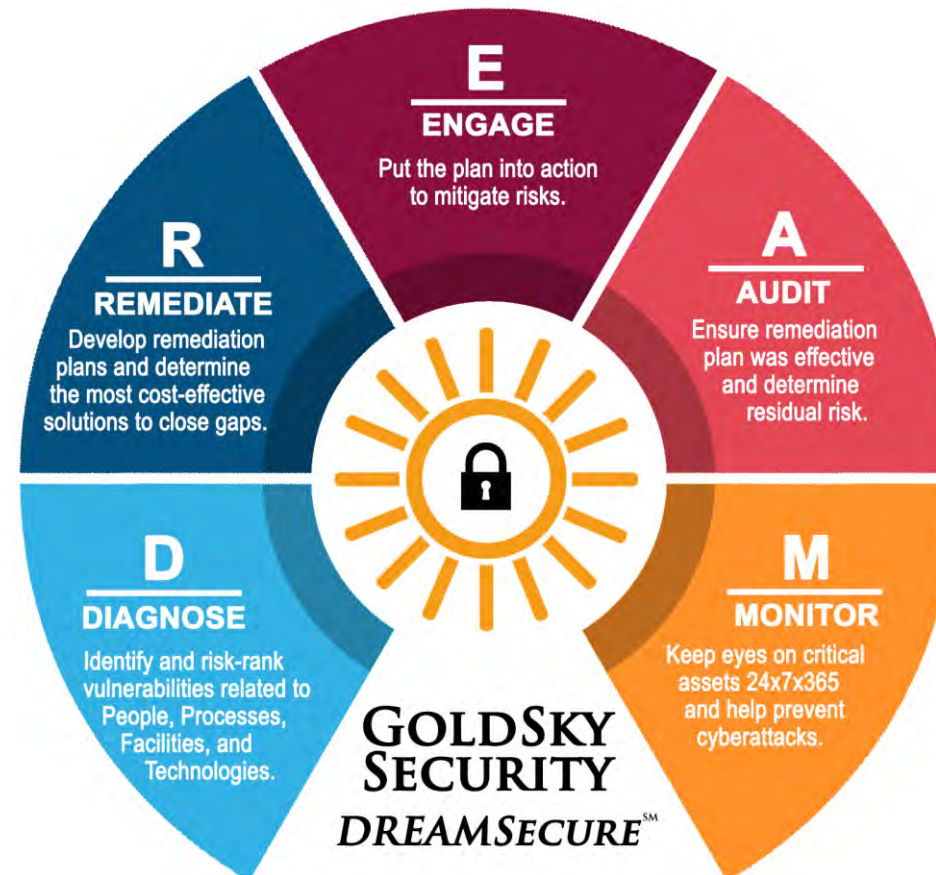 D
DIAGNOSE
Identify and risk-rank
vulnerabilities related to
People, Processes,
Facilities, and
Technologies.
R
REMEDIATE
Develop remediation
plans and determine
the most cost-effective
solutions to close gaps.
E
ENGAGE
Put the plan into action
to mitigate risks.
A
AUDIT
Ensure remediation
plan was effective
and determine
residual risk.
M
MONITOR
Keep eyes on critical
assets 24x7x365
and help prevent
cyberattacks.
GOLDSKY
SECURITY
DREAMSECURE℠